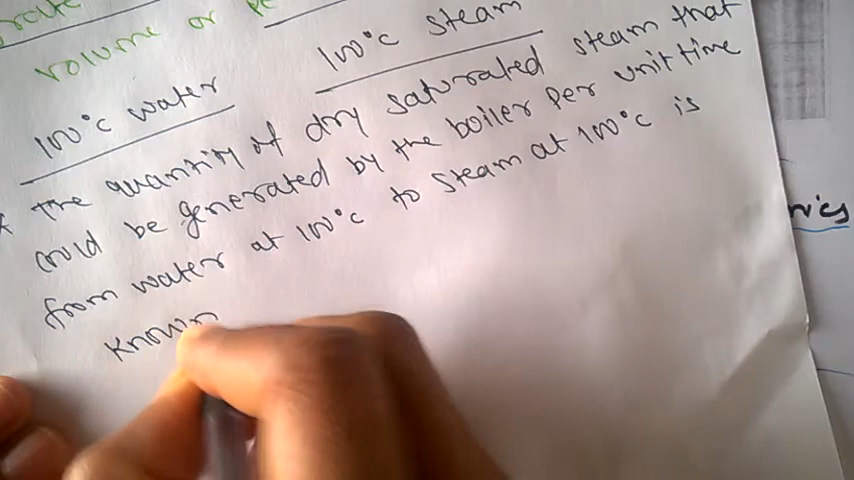 volume or
100°c water 100°c steam
the quantity of dry saturated steam that
could be generated by the boiler per unit time
from water at 100°c to steam at 100°c is
known